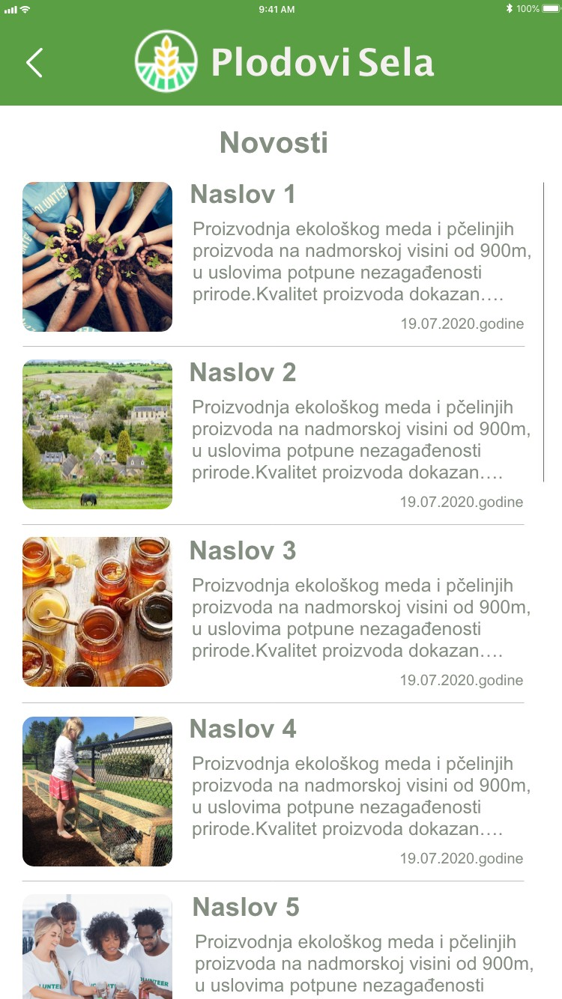 9:41 AM
100%
Plodovi Sela
Novosti
OLUNTEE
Naslov 1
Proizvodnja ekološkog meda i pčelinjih
proizvoda na nadmorskoj visini od 900m,
u uslovima potpune nezagađenosti
prirode.Kvalitet proizvoda dokazan….
19.07.2020.godine
Naslov 2
Proizvodnja ekološkog meda i pčelinjih
proizvoda na nadmorskoj visini od 900m,
u uslovima potpune nezagađenosti
prirode.Kvalitet proizvoda dokazan….
19.07.2020.godine
Naslov 3
Proizvodnja ekološkog meda i pčelinjih
proizvoda na nadmorskoj visini od 900m,
u uslovima potpune nezagađenosti
prirode.Kvalitet proizvoda dokazan….
19.07.2020.godine
Naslov 4
Proizvodnja ekološkog meda i pčelinjih
proizvoda na nadmorskoj visini od 900m,
u uslovima potpune nezagađenosti
prirode.Kvalitet proizvoda dokazan….
19.07.2020.godine
Naslov 5
Proizvodnja ekološkog meda i pčelinjih
proizvoda na nadmorskoj visini od 900m,
u uslovima potpune nezagađenosti